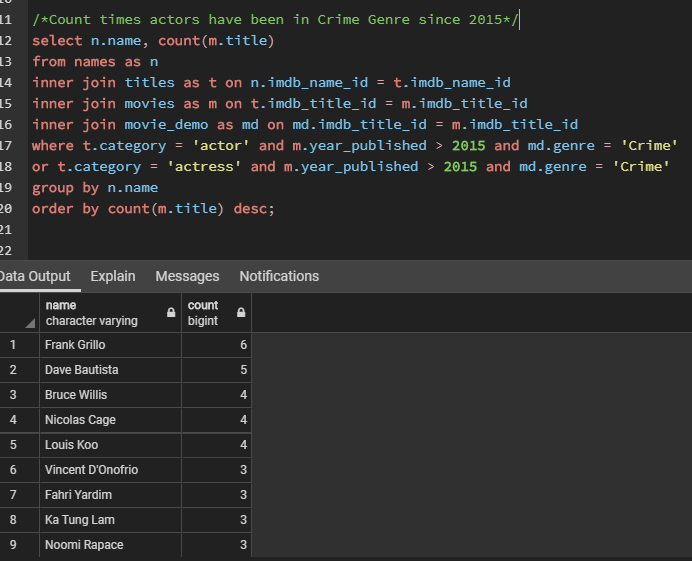 11 /*Count times actors have been in Crime Genre since 2015*/
12 select n.name, count(m.title)
13 from names as n
14 inner join titles as t on n.imdb_name_id = t.imdb_name_id
15 inner join movies as m on t.imdb_title_id = m.imdb_title_id
16 inner join movie_demo as md on md.imdb_title_id = m.imdb_title_id
17 where t.category = 'actor' and m.year_published > 2015 and md.genre = 'Crime'
18 or t.category = 'actress' and m.year_published > 2015 and md.genre = 'Crime'
19 group by n.name
20 order by count(m.title) desc;
21
22
Data Output Explain Messages Notifications
name count
character varying bigint
1 Frank Grillo 6
2 Dave Bautista 5
3 Bruce Willis 4
4 Nicolas Cage 4
5 Louis Koo 4
6 Vincent D'Onofrio 3
7 Fahri Yardim 3
8 Ka Tung Lam 3
9 Noomi Rapace 3